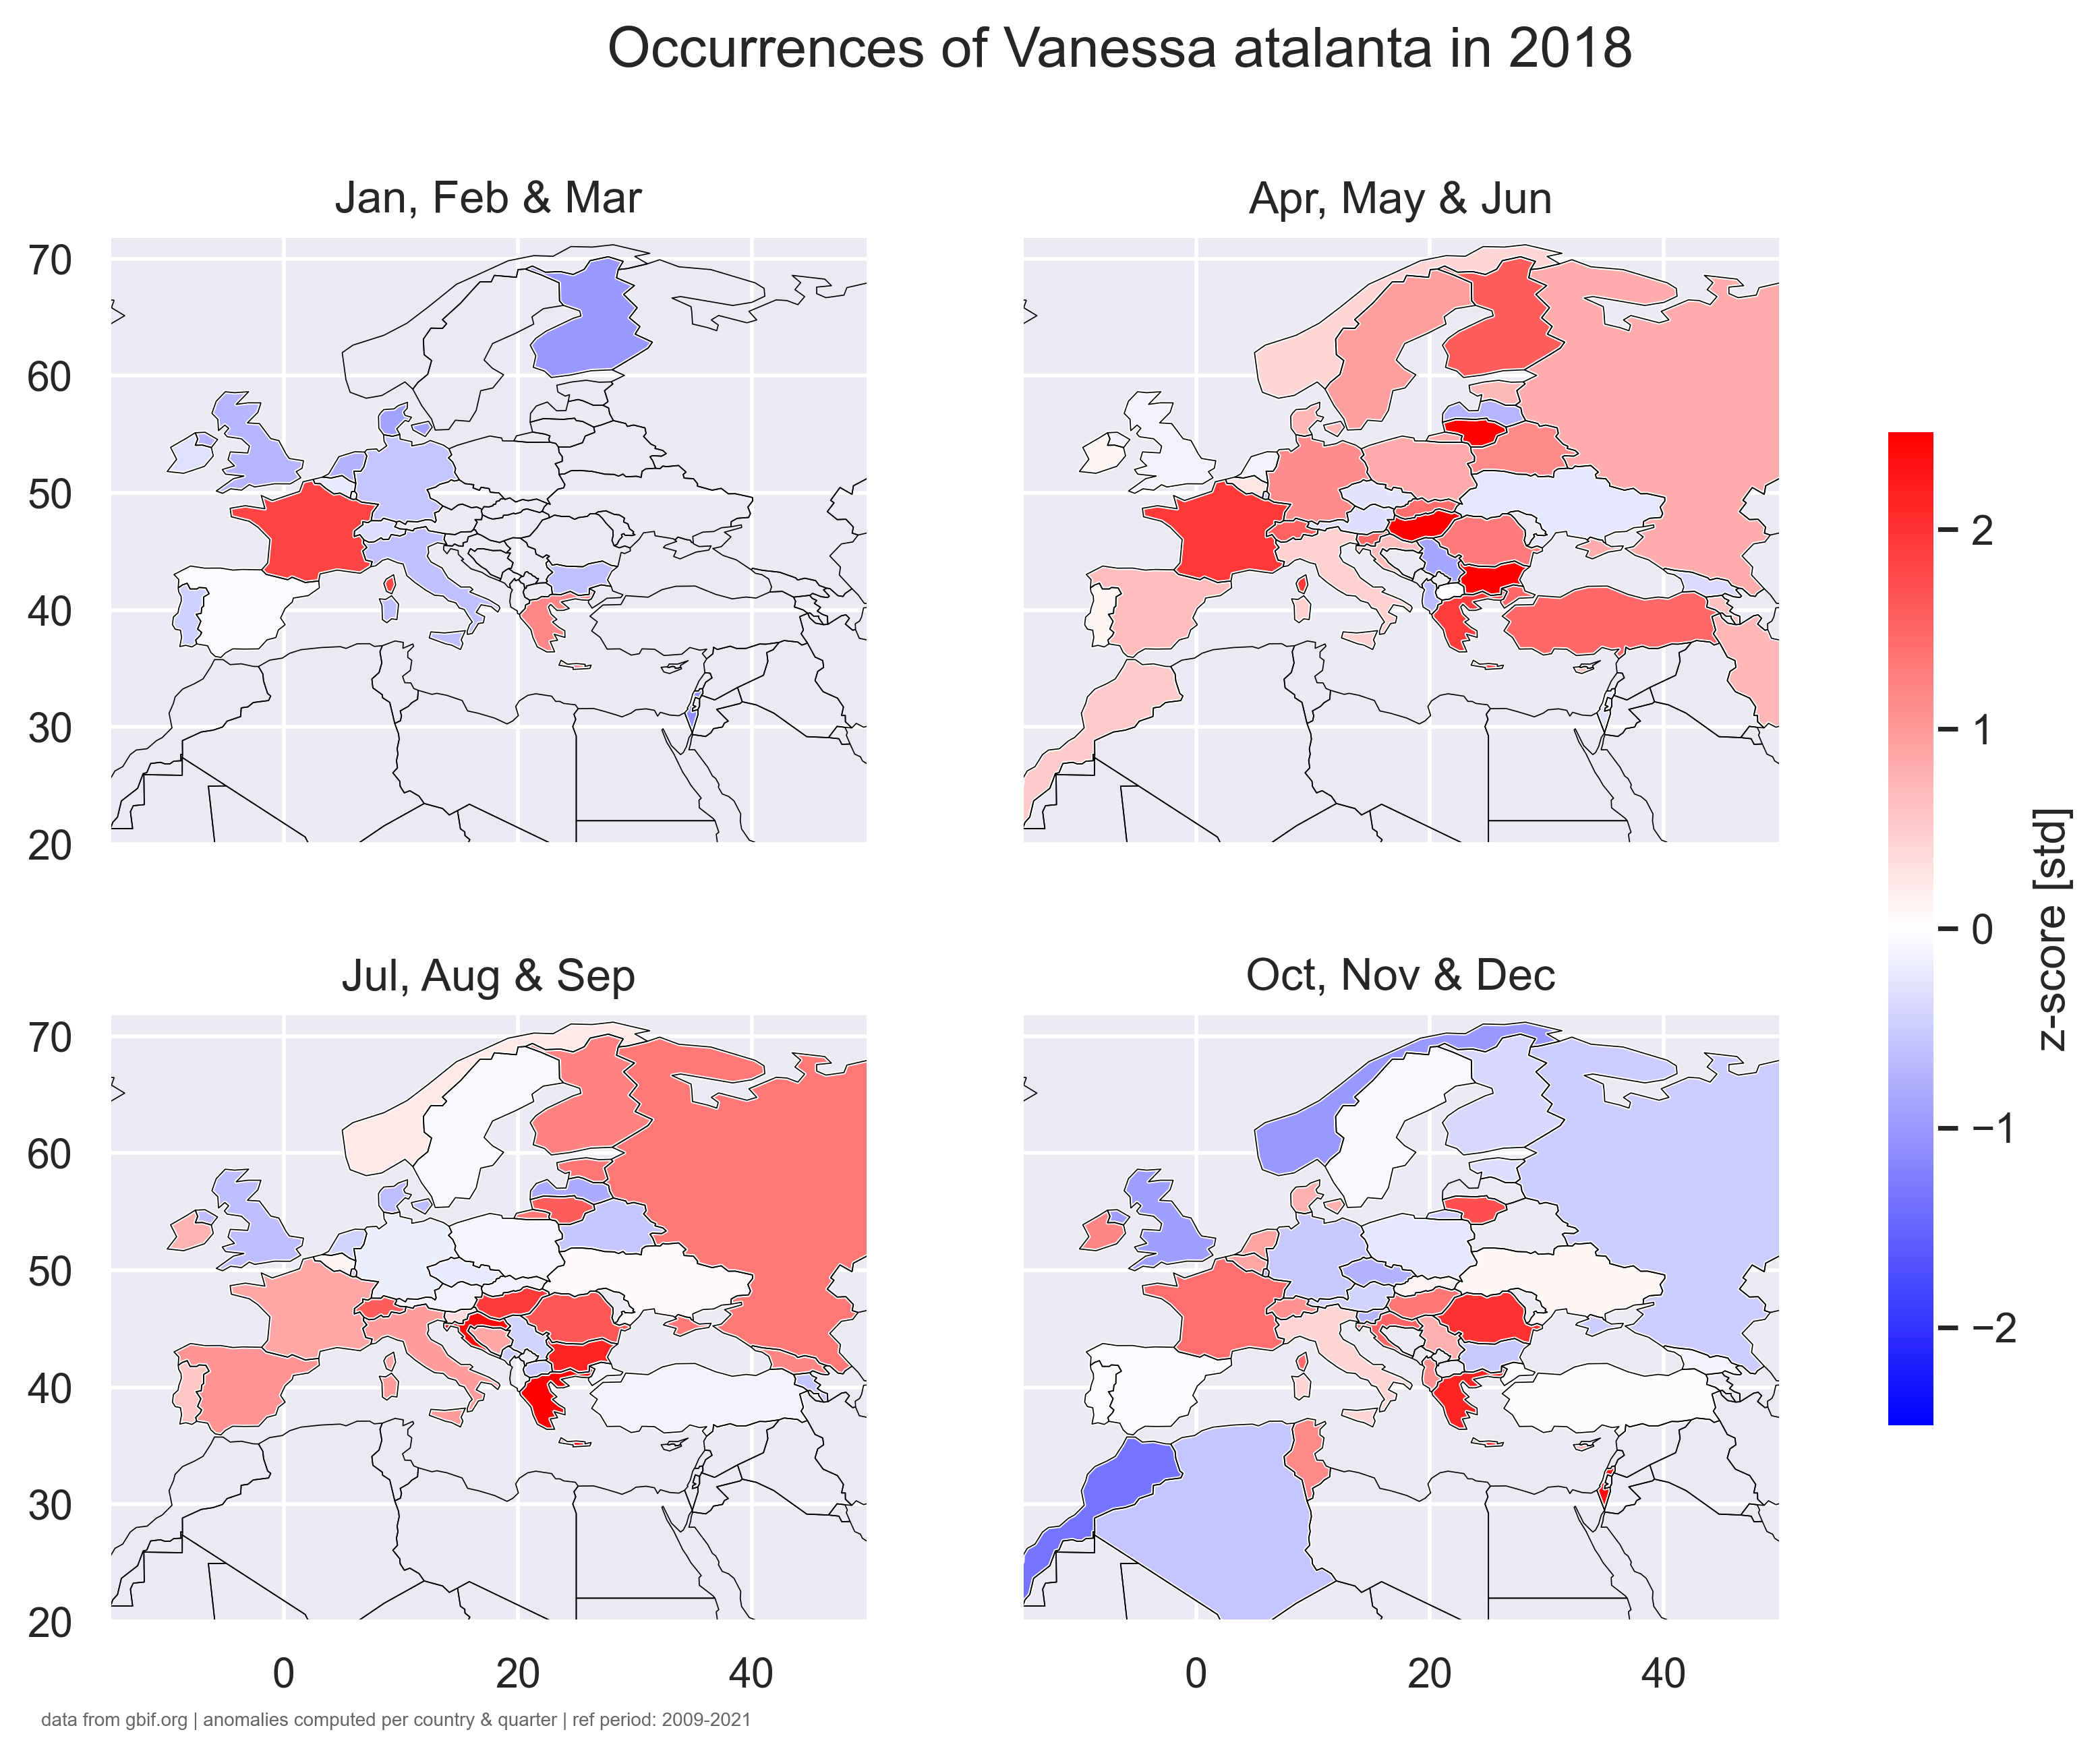 Occurrences of Vanessa atalanta in 2018
Jan, Feb & Mar
Apr, May & Jun
70
60
50
40
30
20
2
1
0
−1
−2
z-score [std]
Jul, Aug & Sep
Oct, Nov & Dec
70
60
50
40
30
20
0 20 40
0 20 40
data from gbif.org | anomalies computed per country & quarter | ref period: 2009-2021